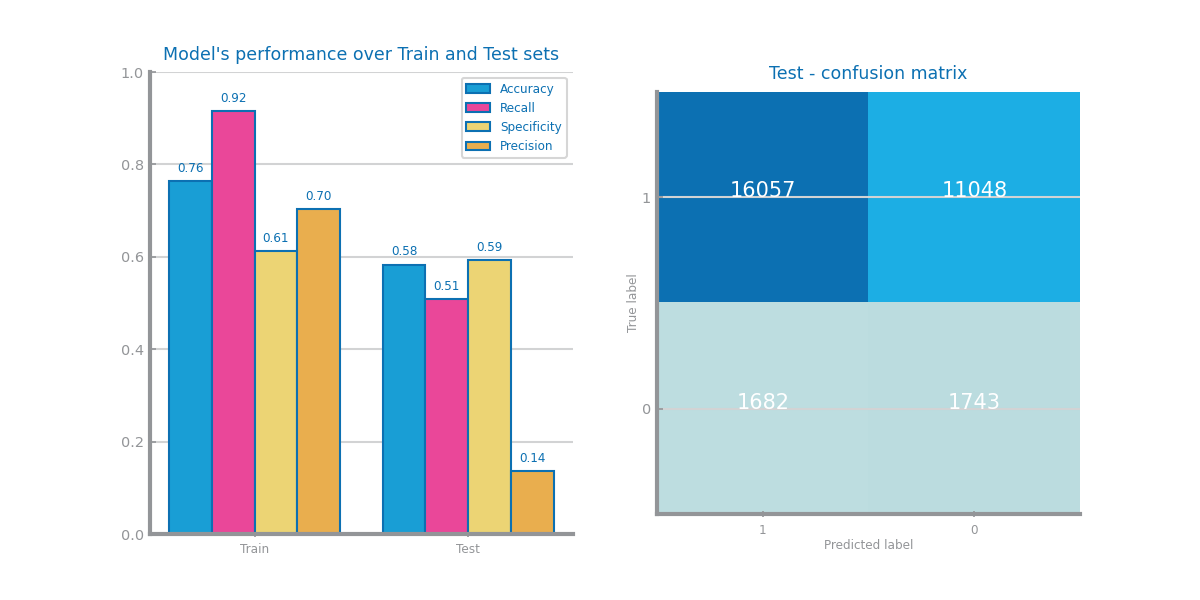 Model's performance over Train and Test sets
1.0
0.8
0.6
0.4
0.2
0.0
0.76
0.92
0.61
0.70
0.58
0.51
0.59
0.14
Accuracy
Recall
Specificity
Precision
Train
Test
Test - confusion matrix
True label
1
0
16057
11048
1682
1743
1
0
Predicted label